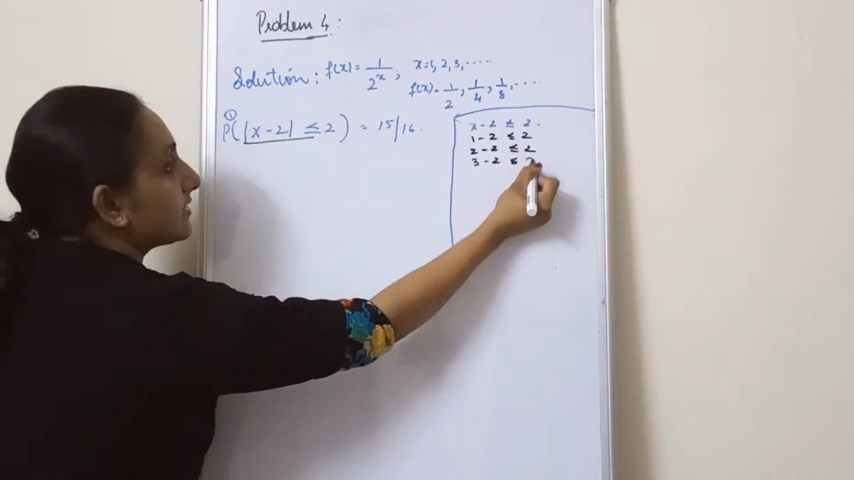 Problem 4:
Solution: f(x) = 1/2^x, x=1, 2, 3, .....
f(x) = 1/2, 1/4, 1/8, ....
① P(|x-2| ≤ 2) = 15/16.
x-2 ≤ 2.
1-2 ≤ 2
2-2 ≤ 2
3-2 ≤